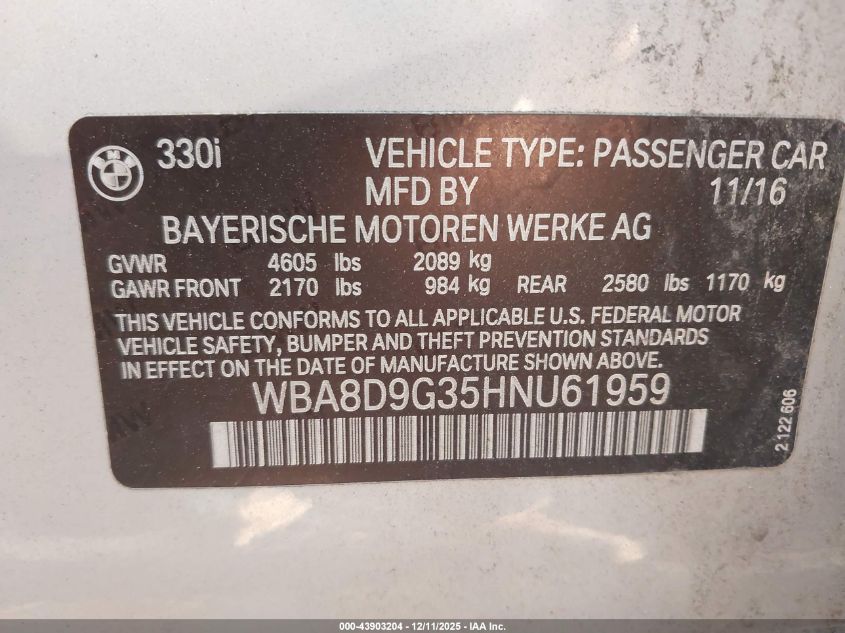 BMW 330i VEHICLE TYPE: PASSENGER CAR
MFD BY 11/16
BAYERISCHE MOTOREN WERKE AG
GVWR 4605 lbs 2089 kg
GAWR FRONT 2170 lbs 984 kg REAR 2580 lbs 1170 kg
THIS VEHICLE CONFORMS TO ALL APPLICABLE U.S. FEDERAL MOTOR
VEHICLE SAFETY, BUMPER AND THEFT PREVENTION STANDARDS
IN EFFECT ON THE DATE OF MANUFACTURE SHOWN ABOVE.
WBA8D9G35HNU61959
2 122 606
000-43903204 - 12/11/2025 - IAA Inc.